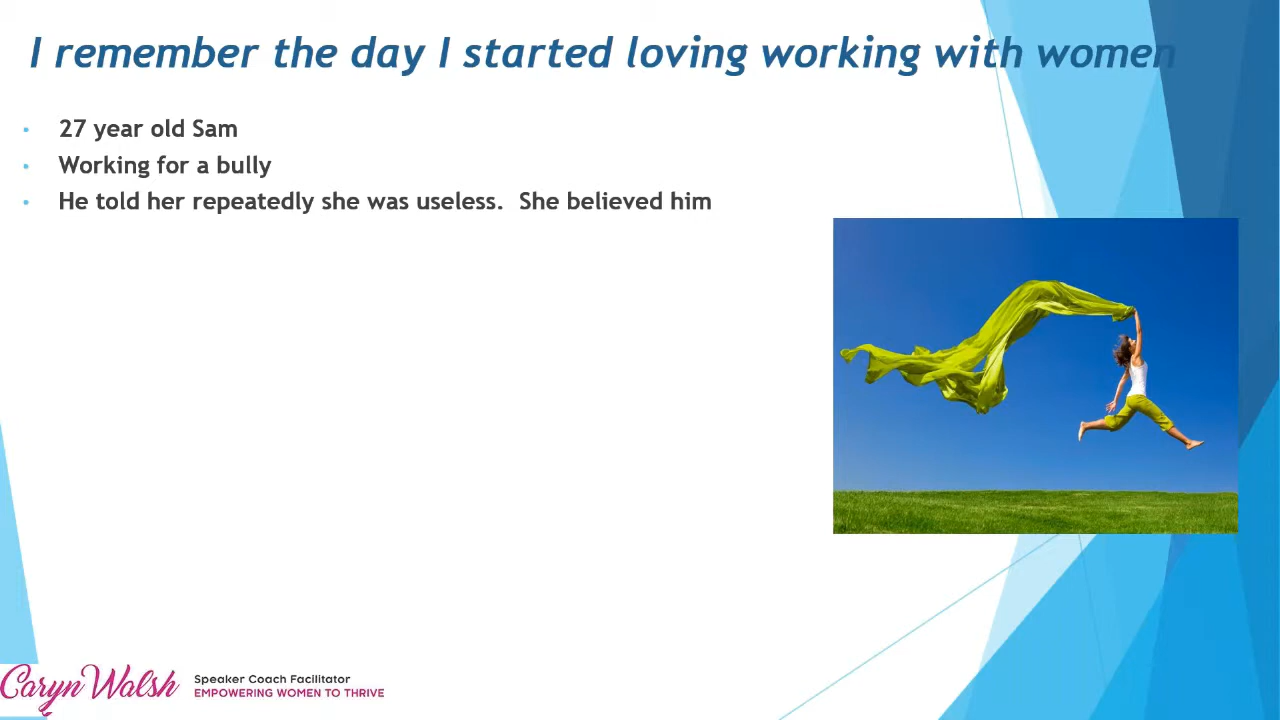 I remember the day I started loving working with women
• 27 year old Sam
• Working for a bully
• He told her repeatedly she was useless.  She believed him
Caryn Walsh
Speaker Coach Facilitator
EMPOWERING WOMEN TO THRIVE